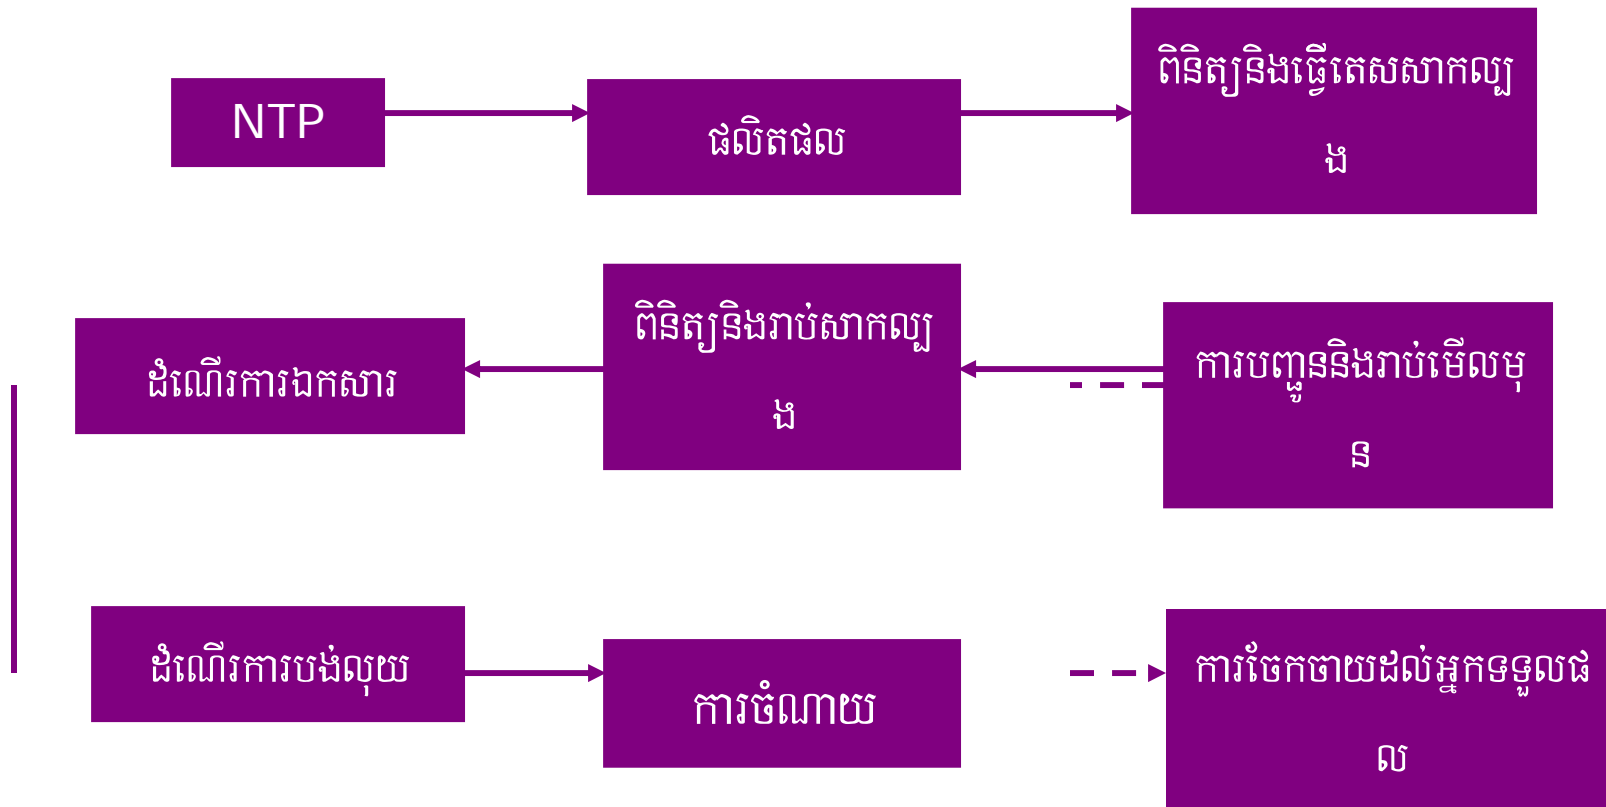 NTP
ផលិតផល
ពិនិត្យនិងធ្វើតេសសាកល្ប
ង
ដំណើរការឯកសារ
ពិនិត្យនិងរាប់សាកល្ប
ង
ការបញ្ជូននិងរាប់មើលមុ
ន
ដំណើរការបង់លុយ
ការចំណាយ
ការចែកចាយដល់អ្នកទទួលផ
ល